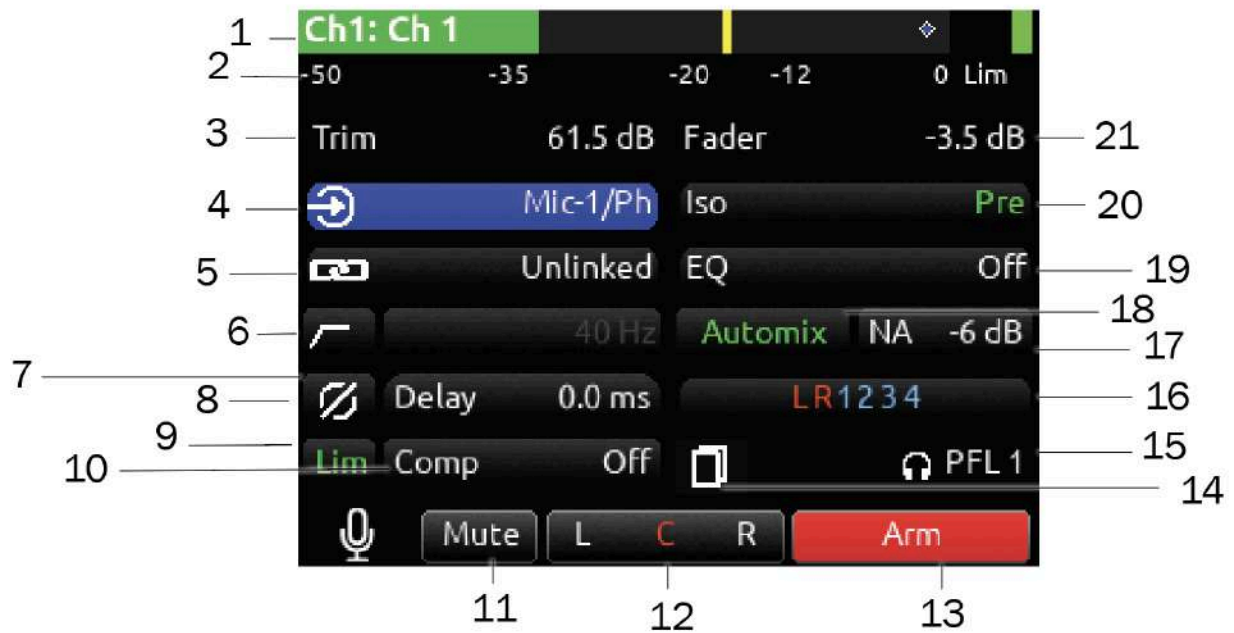 1 Ch1: Ch 1
2 -50 -35 -20 -12 0 Lim
3 Trim 61.5 dB Fader -3.5 dB 21
4 Mic-1/Ph Iso Pre 20
5 Unlinked EQ Off 19
6 40 Hz Automix NA -6 dB 18
17
7
8 Delay 0.0 ms LR1234 16
9
10 Lim Comp Off PFL 1 15
14
Mute L C R Arm
11 12 13